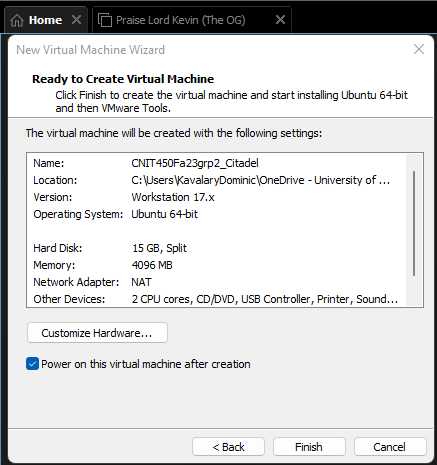 Home
Praise Lord Kevin (The OG)
New Virtual Machine Wizard
Ready to Create Virtual Machine
Click Finish to create the virtual machine and start installing Ubuntu 64-bit
and then VMware Tools.
The virtual machine will be created with the following settings:
Name: CNIT450Fa23grp2_Citadel
Location: C:\Users\KavalaryDominic\OneDrive - University of ...
Version: Workstation 17.x
Operating System: Ubuntu 64-bit
Hard Disk: 15 GB, Split
Memory: 4096 MB
Network Adapter: NAT
Other Devices: 2 CPU cores, CD/DVD, USB Controller, Printer, Sound...
Customize Hardware...
Power on this virtual machine after creation
< Back Finish Cancel